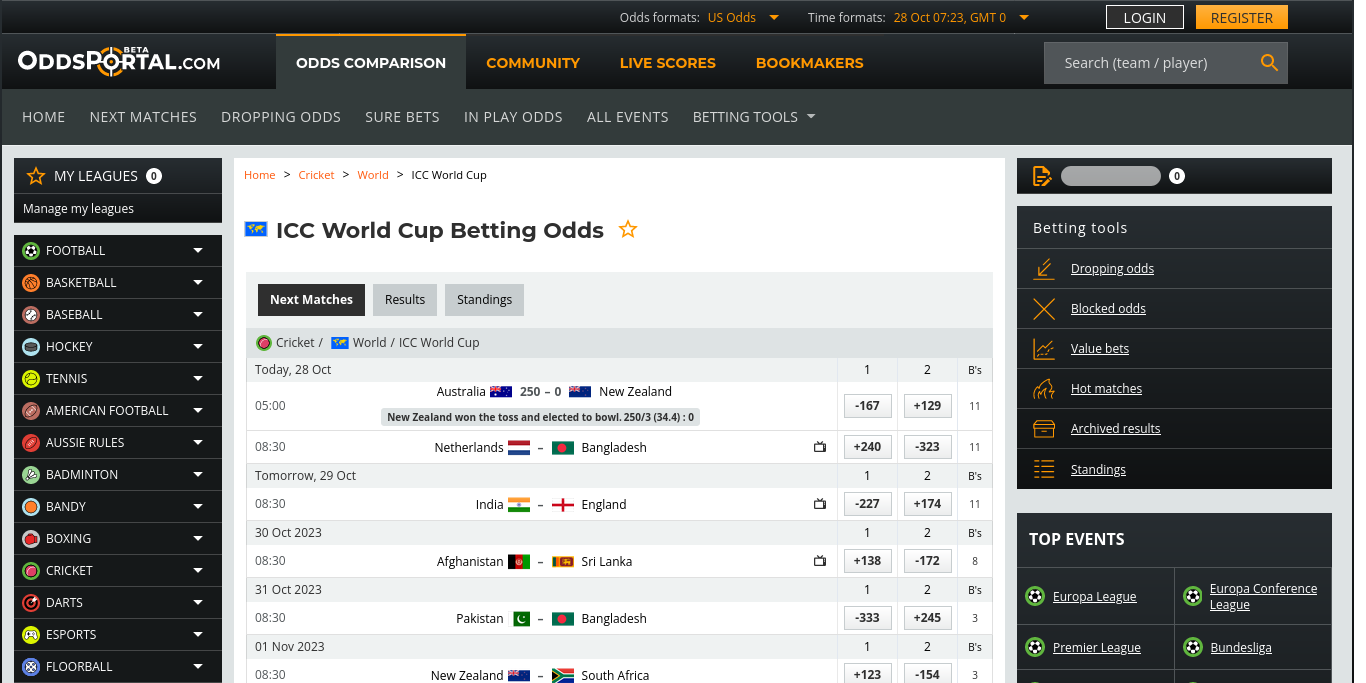 Odds formats: US Odds
Time formats: 28 Oct 07:23, GMT 0
LOGIN
REGISTER
ODDSPORTAL.COM
BETA
ODDS COMPARISON
COMMUNITY
LIVE SCORES
BOOKMAKERS
Search (team / player)
HOME
NEXT MATCHES
DROPPING ODDS
SURE BETS
IN PLAY ODDS
ALL EVENTS
BETTING TOOLS
MY LEAGUES 0
Manage my leagues
FOOTBALL
BASKETBALL
BASEBALL
HOCKEY
TENNIS
AMERICAN FOOTBALL
AUSSIE RULES
BADMINTON
BANDY
BOXING
CRICKET
DARTS
ESPORTS
FLOORBALL
Home > Cricket > World > ICC World Cup
ICC World Cup Betting Odds
Next Matches
Results
Standings
Cricket / World / ICC World Cup
Today, 28 Oct 1 2 B's
05:00 Australia 250 – 0 New Zealand -167 +129 11
New Zealand won the toss and elected to bowl. 250/3 (34.4) : 0
08:30 Netherlands – Bangladesh +240 -323 11
Tomorrow, 29 Oct 1 2 B's
08:30 India – England -227 +174 11
30 Oct 2023 1 2 B's
08:30 Afghanistan – Sri Lanka +138 -172 8
31 Oct 2023 1 2 B's
08:30 Pakistan – Bangladesh -333 +245 3
01 Nov 2023 1 2 B's
08:30 New Zealand – South Africa +123 -154 3
0
Betting tools
Dropping odds
Blocked odds
Value bets
Hot matches
Archived results
Standings
TOP EVENTS
Europa League
Europa Conference
League
Premier League
Bundesliga